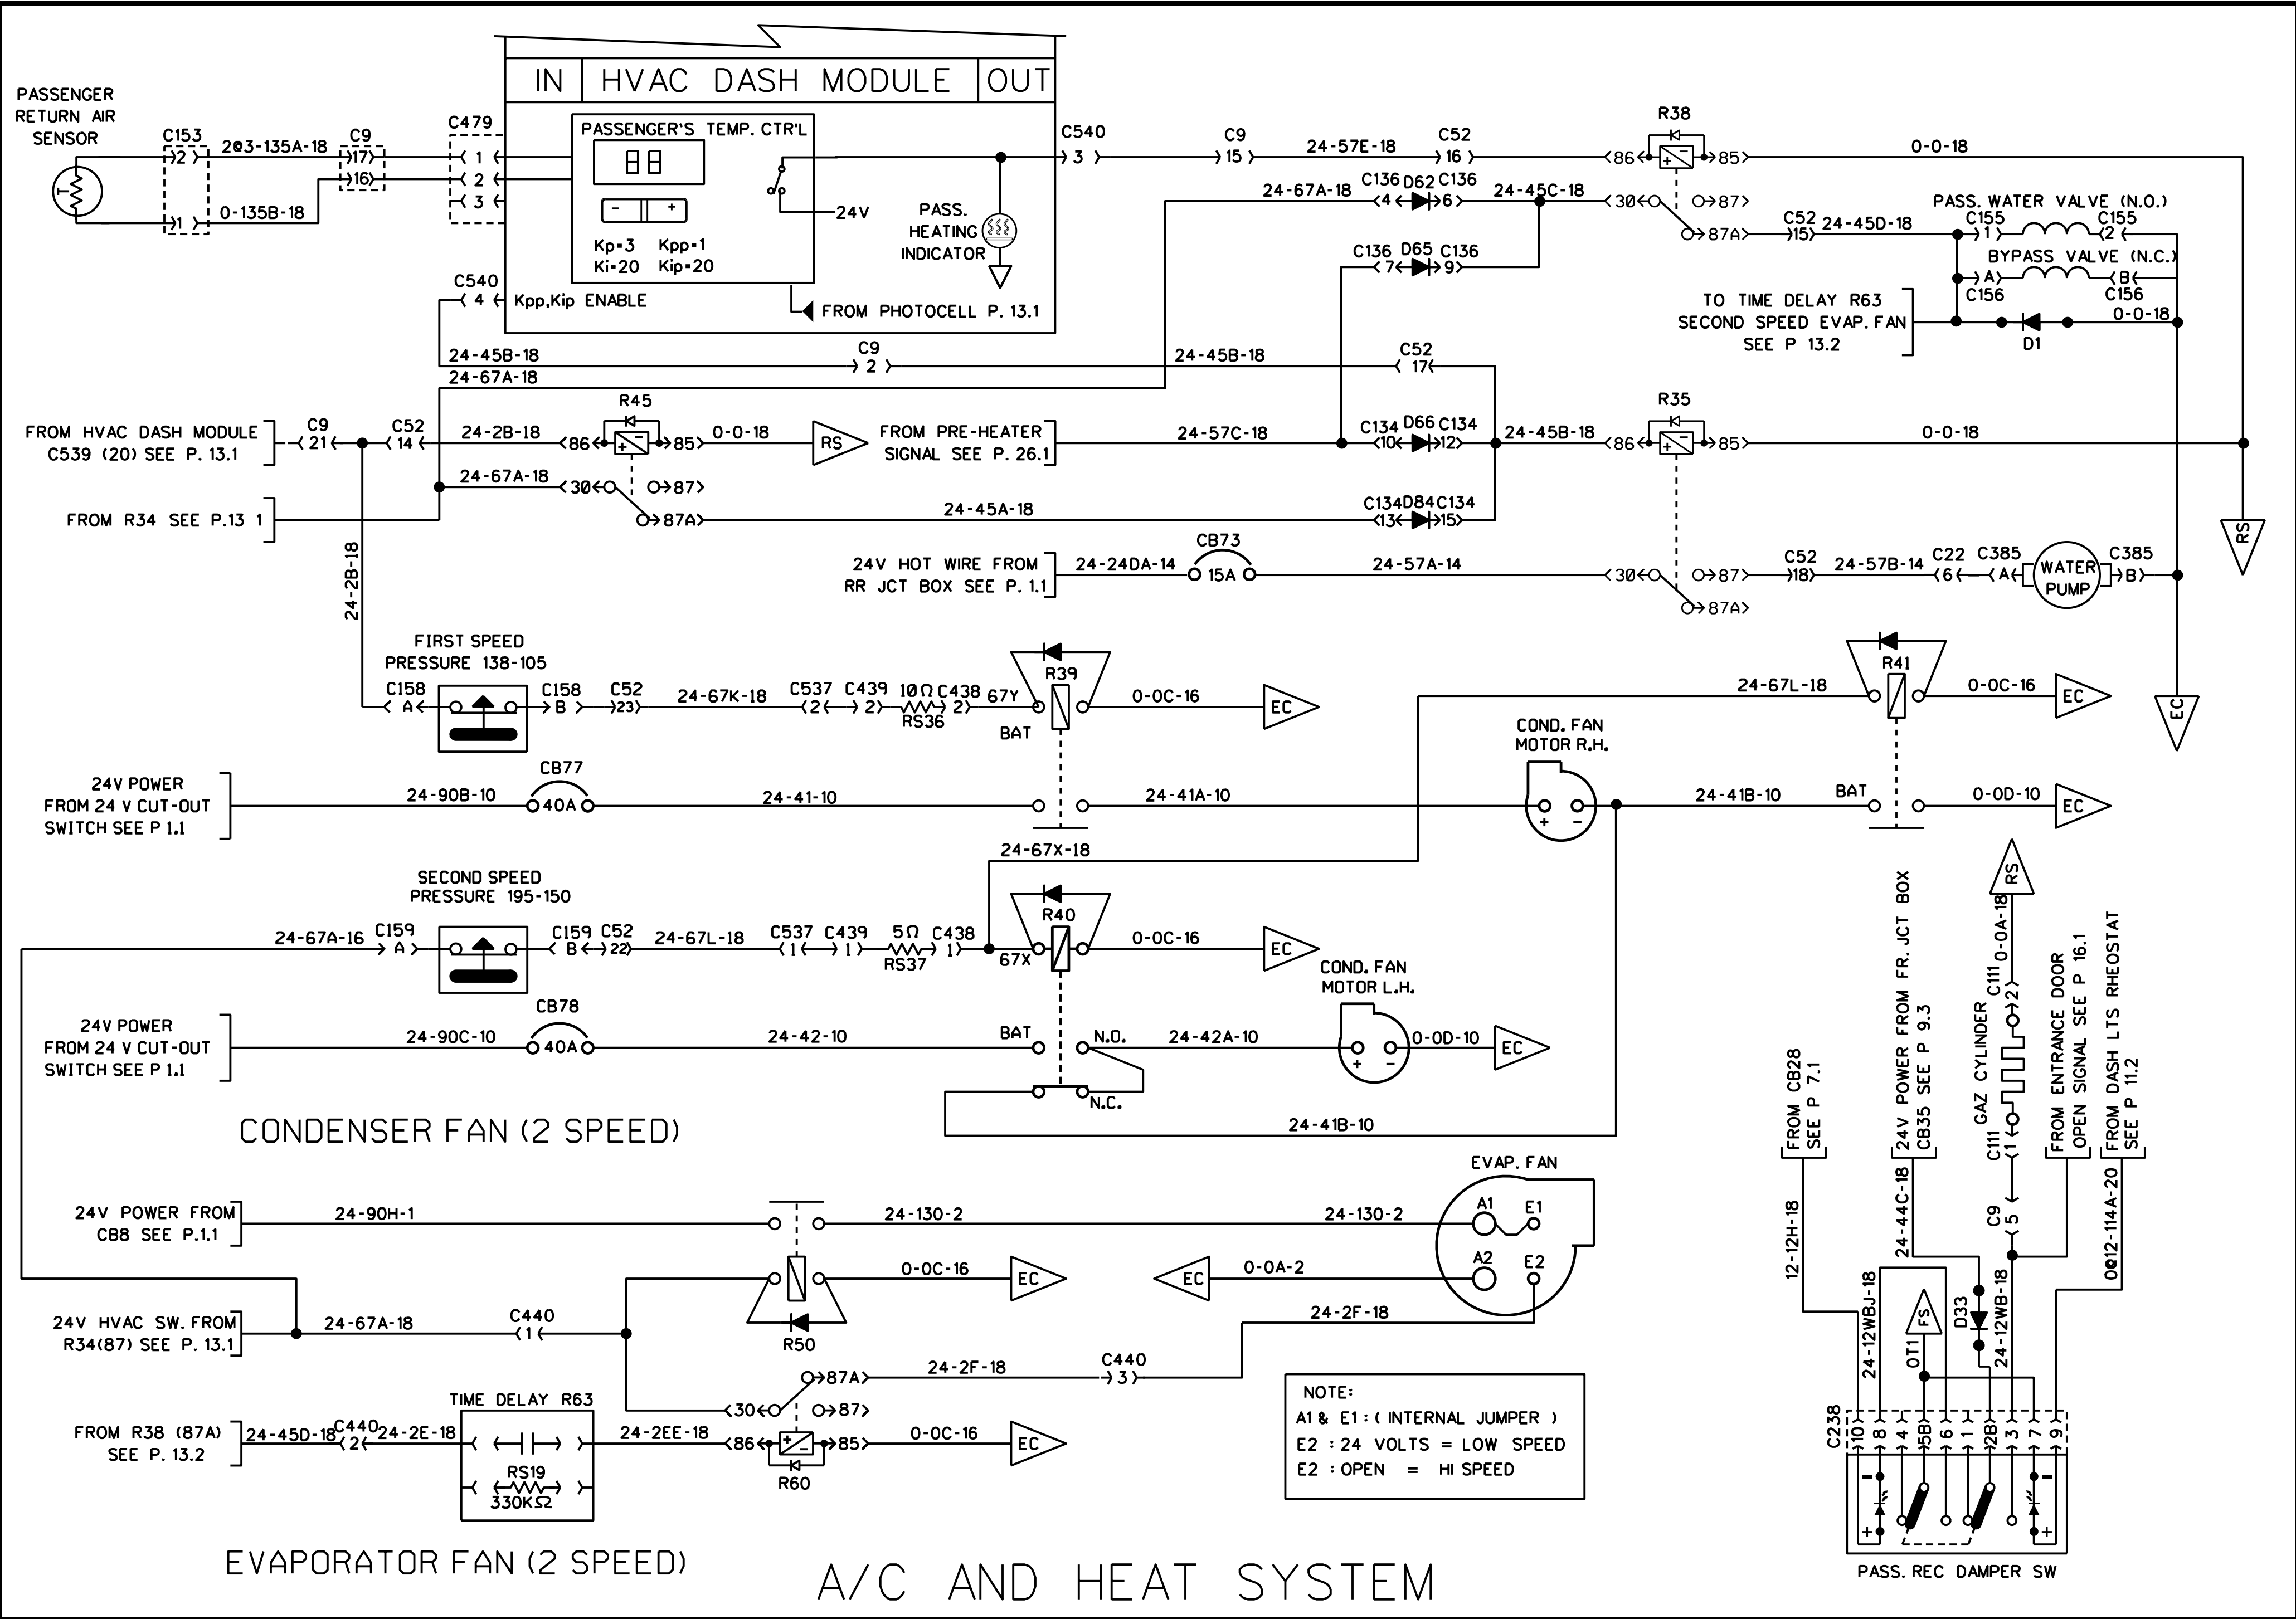 IN HVAC DASH MODULE OUT
PASSENGER
RETURN AIR
SENSOR
C153
2
1
2@3-135A-18
0-135B-18
C9
17
16
C479
1
2
3
PASSENGER'S TEMP. CTR'L
88
- +
Kp=3 Kpp=1
Ki=20 Kip=20
24V
PASS.
HEATING
INDICATOR
C540
3
C540
4
Kpp,Kip ENABLE
FROM PHOTOCELL P. 13.1
C9
15
24-57E-18
C52
16
R38
86
85
0-0-18
24-67A-18
C136 D62 C136
4 6
24-45C-18
30
87
87A
C136 D65 C136
7 9
C52
15
24-45D-18
PASS. WATER VALVE (N.O.)
C155 C155
1 2
BYPASS VALVE (N.C.)
A B
C156 C156
TO TIME DELAY R63
SECOND SPEED EVAP. FAN
SEE P 13.2
0-0-18
D1
24-45B-18
C9
2
24-45B-18
C52
17
24-67A-18
FROM HVAC DASH MODULE
C539 (20) SEE P. 13.1
C9
21
C52
14
24-2B-18
R45
86
85
0-0-18
RS
FROM PRE-HEATER
SIGNAL SEE P. 26.1
24-57C-18
C134 D66 C134
10 12
24-45B-18
R35
86
85
0-0-18
24-67A-18
30
87
87A
FROM R34 SEE P.13 1
24-45A-18
C134 D84 C134
13 15
RS
24-2B-18
24V HOT WIRE FROM
RR JCT BOX SEE P. 1.1
24-24DA-14
CB73
15A
24-57A-14
30
87
87A
C52
18
24-57B-14
C22
6
C385
A
WATER
PUMP
C385
B
EC
FIRST SPEED
PRESSURE 138-105
C158
A
C158
B
C52
23
24-67K-18
C537
2
C439
2
10Ω
RS36
C438
2
67Y
R39
BAT
0-0C-16
EC
24-67L-18
R41
0-0C-16
EC
24V POWER
FROM 24 V CUT-OUT
SWITCH SEE P 1.1
24-90B-10
CB77
40A
24-41-10
24-41A-10
COND. FAN
MOTOR R.H.
+ -
24-41B-10
BAT
0-0D-10
EC
24-67X-18
SECOND SPEED
PRESSURE 195-150
24-67A-16
C159
A
C159
B
C52
22
24-67L-18
C537
1
C439
1
5Ω
RS37
C438
1
67X
R40
0-0C-16
EC
24V POWER
FROM 24 V CUT-OUT
SWITCH SEE P 1.1
24-90C-10
CB78
40A
24-42-10
BAT
N.O.
N.C.
24-42A-10
COND. FAN
MOTOR L.H.
+ -
0-0D-10
EC
24-41B-10
CONDENSER FAN (2 SPEED)
24V POWER FROM
CB8 SEE P.1.1
24-90H-1
24-130-2
24-130-2
EVAP. FAN
A1 E1
A2 E2
0-0C-16
EC
EC
0-0A-2
24V HVAC SW. FROM
R34(87) SEE P. 13.1
24-67A-18
C440
1
R50
24-2F-18
87A
24-2F-18
C440
3
30
87
FROM R38 (87A)
SEE P. 13.2
24-45D-18
C440
2
24-2E-18
TIME DELAY R63
RS19
330KΩ
24-2EE-18
86
85
R60
0-0C-16
EC
NOTE:
A1 & E1 : ( INTERNAL JUMPER )
E2 : 24 VOLTS = LOW SPEED
E2 : OPEN = HI SPEED
EVAPORATOR FAN (2 SPEED)
A/C AND HEAT SYSTEM
FROM CB28
SEE P 7.1
12-12H-18
24V POWER FROM FR. JCT BOX
CB35 SEE P 9.3
24-44C-18
RS
0-0A-18
C111
2
GAZ CYLINDER
C111
1
C9
5
FROM ENTRANCE DOOR
OPEN SIGNAL SEE P 16.1
FROM DASH LTS RHEOSTAT
SEE P 11.2
0@12-114A-20
24-12WBJ-18
FS
0T1
D33
24-12WB-18
C238
10 8 4 5B 6 1 2B 3 7 9
- -
+ +
PASS. REC DAMPER SW